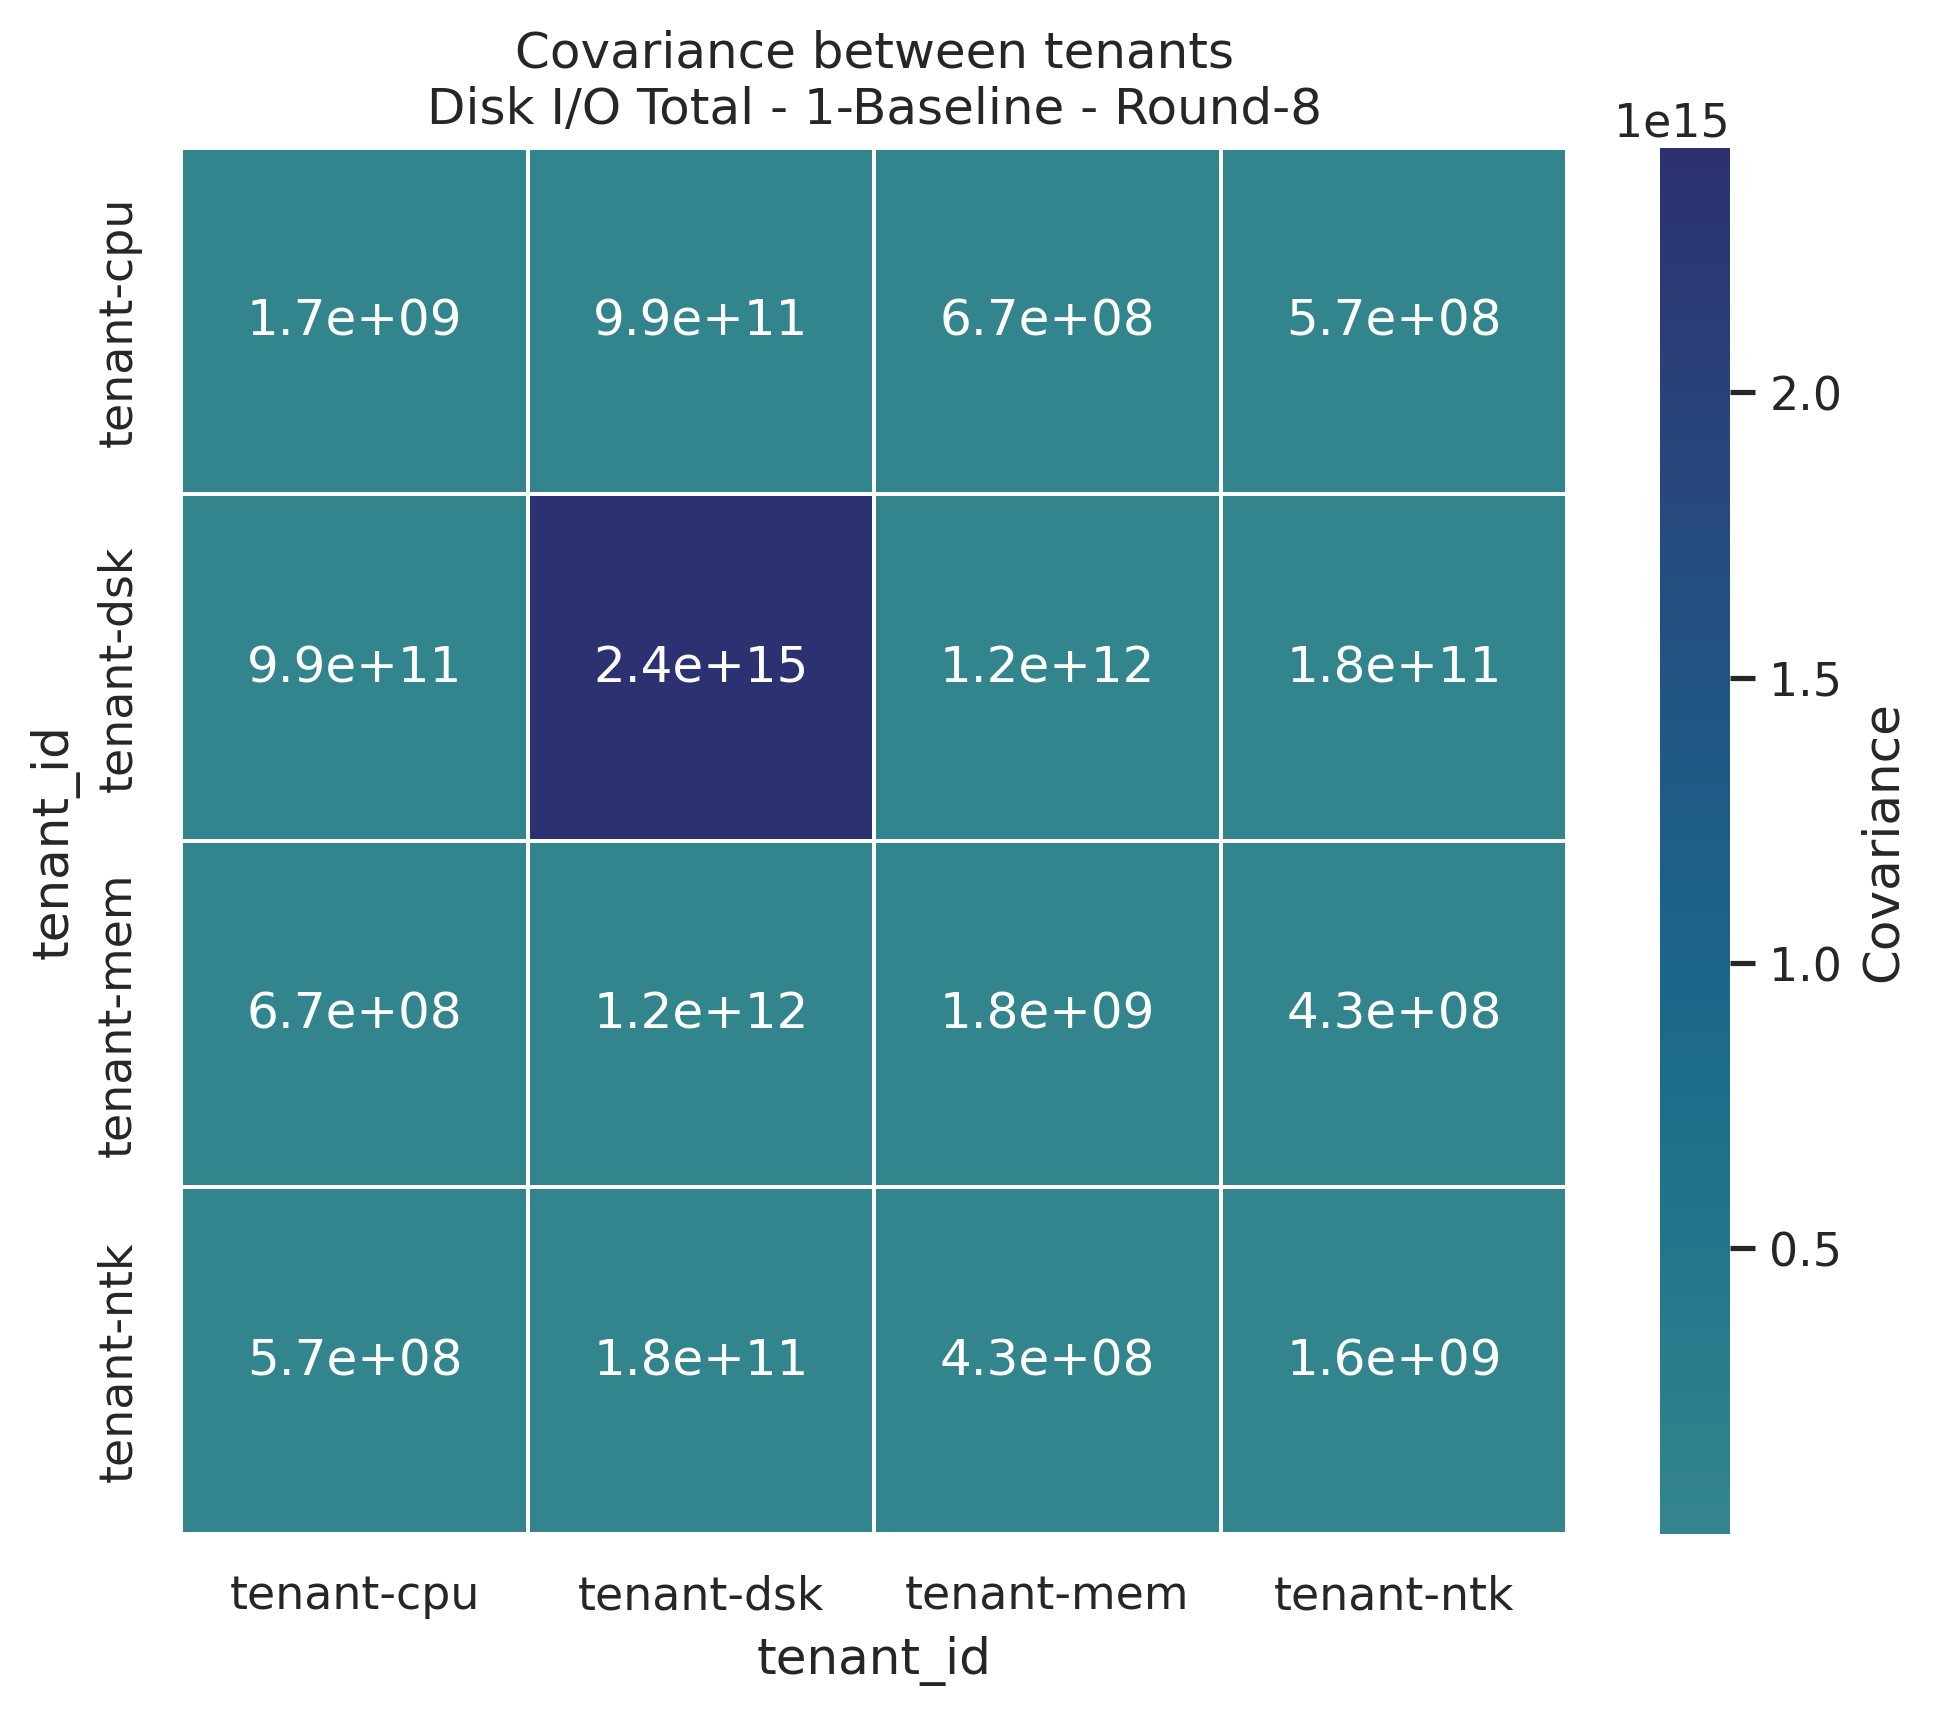 Covariance between tenants
Disk I/O Total - 1-Baseline - Round-8
1e15
tenant_id
tenant-cpu
1.7e+09 9.9e+11 6.7e+08 5.7e+08
tenant-dsk
9.9e+11 2.4e+15 1.2e+12 1.8e+11
tenant-mem
6.7e+08 1.2e+12 1.8e+09 4.3e+08
tenant-ntk
5.7e+08 1.8e+11 4.3e+08 1.6e+09
tenant-cpu tenant-dsk tenant-mem tenant-ntk
tenant_id
2.0
1.5
1.0
0.5
Covariance